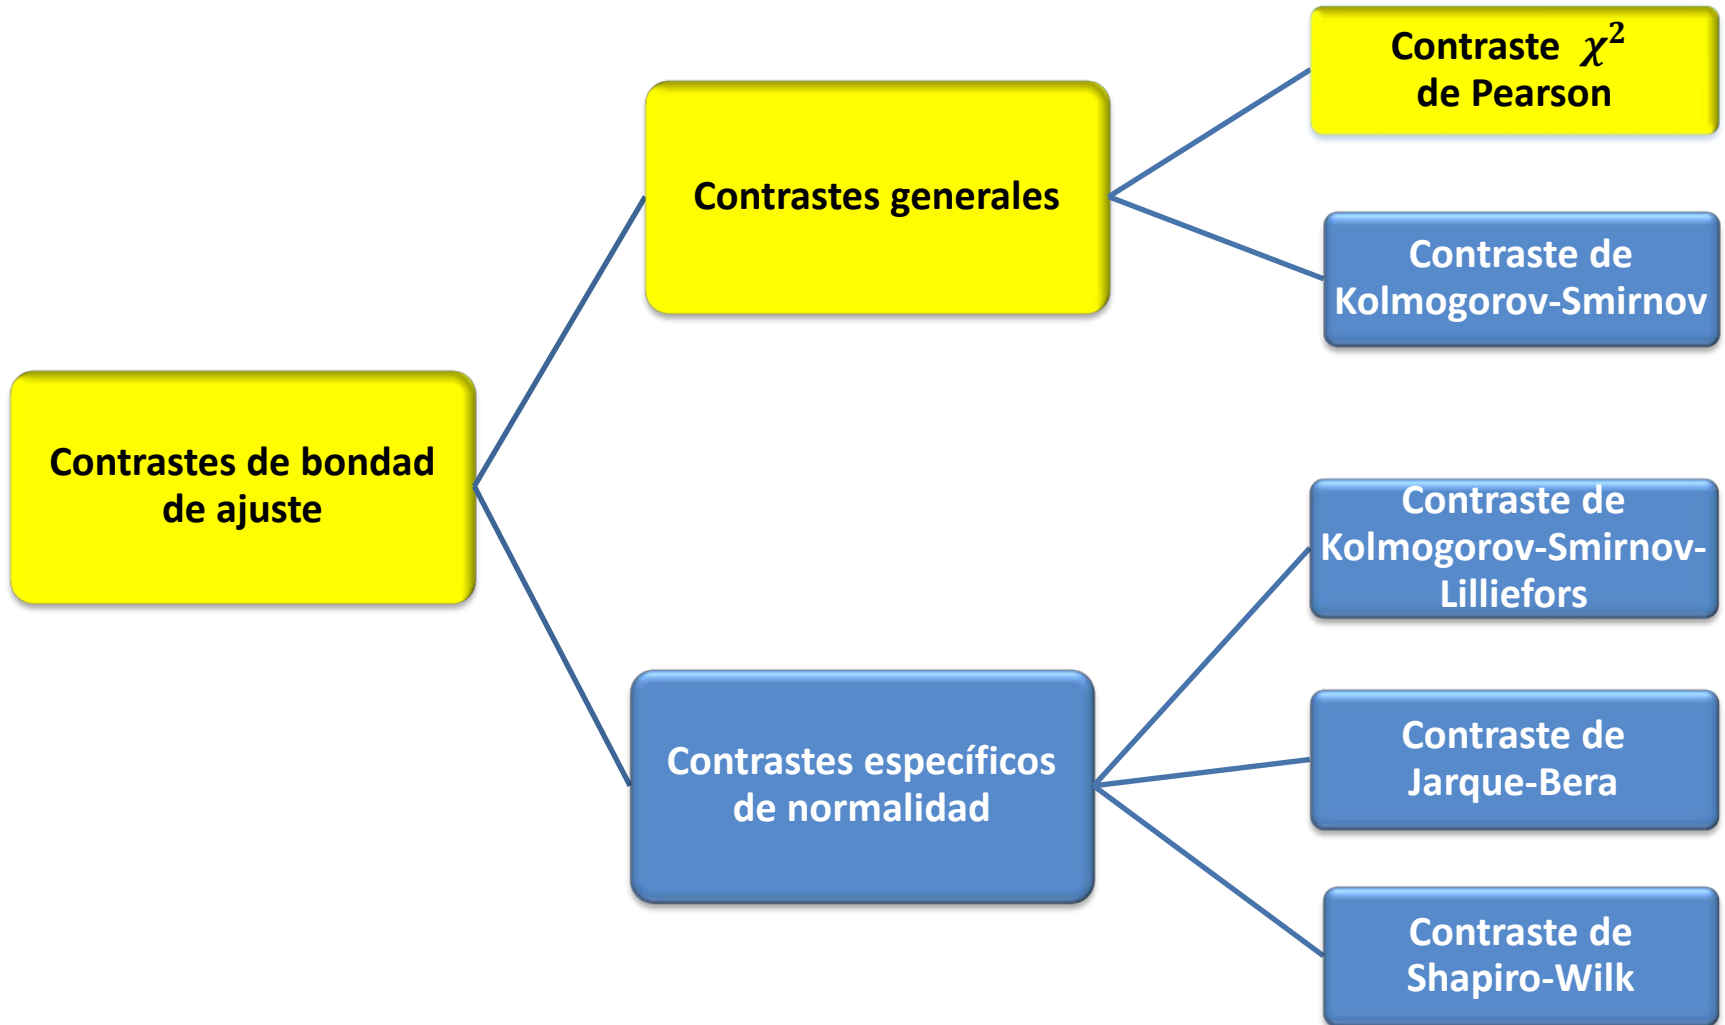 Contraste χ²
de Pearson
Contrastes generales
Contraste de
Kolmogorov-Smirnov
Contrastes de bondad
de ajuste
Contraste de
Kolmogorov-Smirnov-
Lilliefors
Contrastes específicos
de normalidad
Contraste de
Jarque-Bera
Contraste de
Shapiro-Wilk